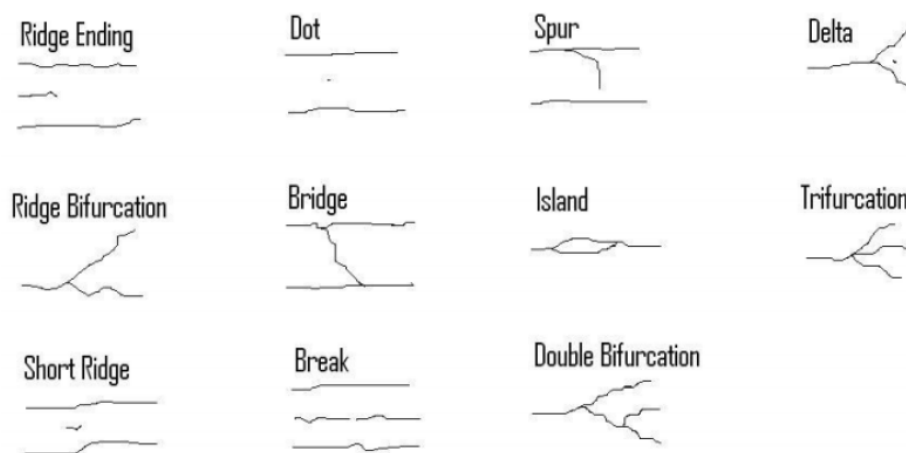 Ridge Ending
Dot
Spur
Delta
Ridge Bifurcation
Bridge
Island
Trifurcation
Short Ridge
Break
Double Bifurcation